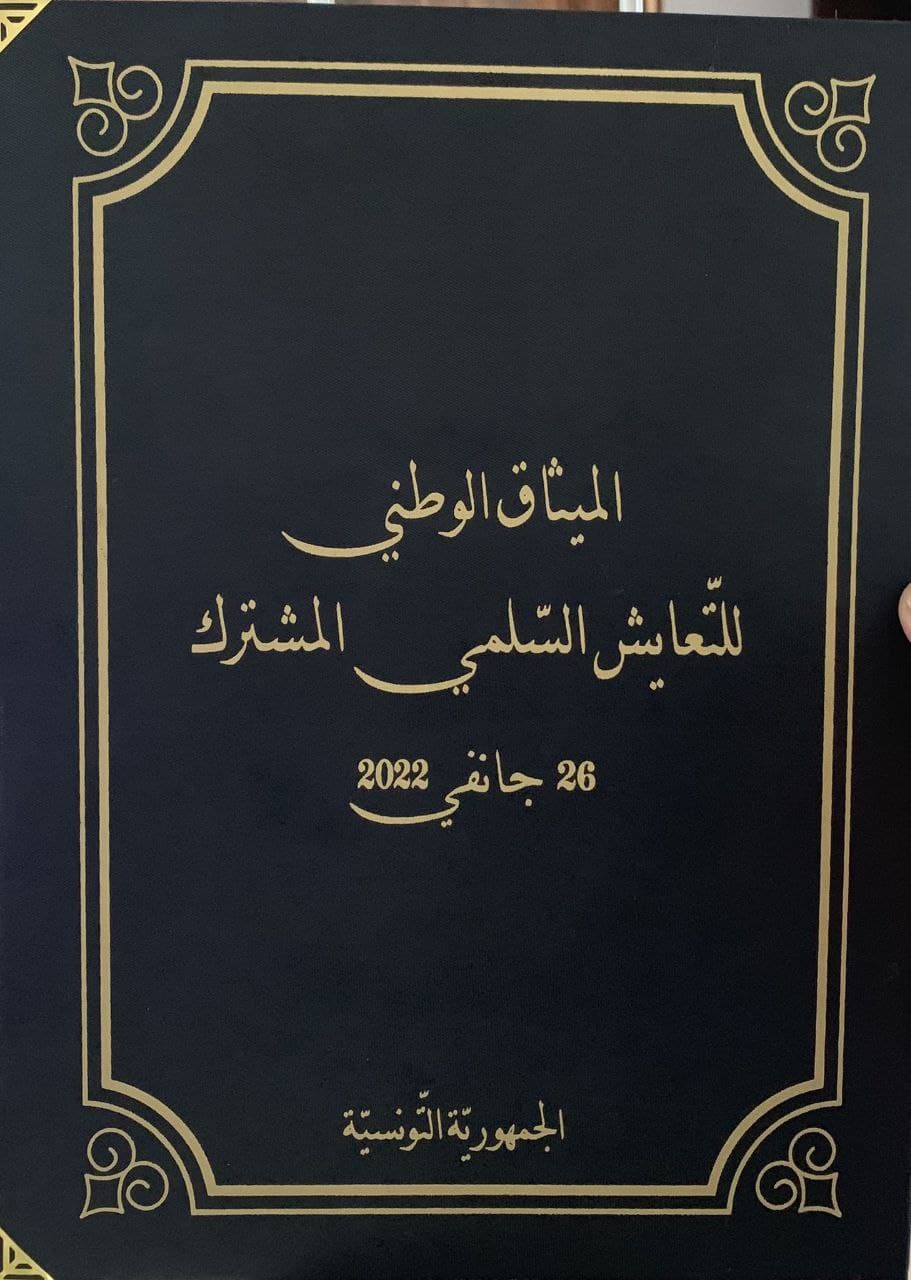 الميثاق الوطني
للتّعايش السّلمي المشترك
26 جانفي 2022
الجمهوريّة التّونسيّة